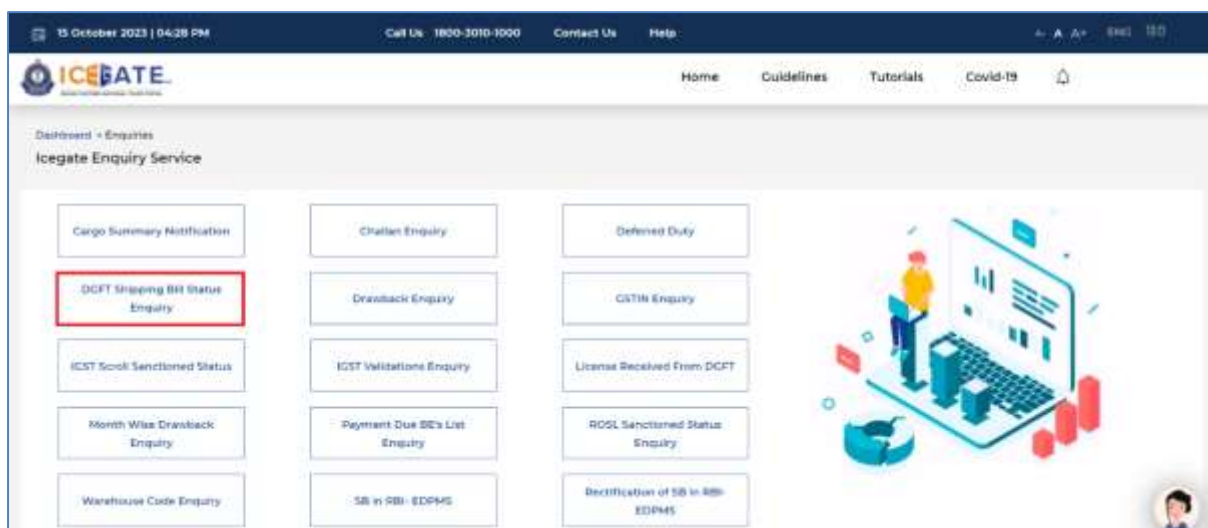 15 October 2023 | 04:28 PM
Call Us 1800-3010-1000
Contact Us
Help
A- A A+
ICEGATE
Home
Guidelines
Tutorials
Covid-19
Dashboard
Enquiries
Icegate Enquiry Service
Cargo Summary Notification
Challan Enquiry
Deferred Duty
DGFT Shipping Bill Status
Enquiry
Drawback Enquiry
GSTIN Enquiry
IGST Scroll Sanctioned Status
IGST Validations Enquiry
License Received From DGFT
Month Wise Drawback
Enquiry
Payment Due BE's List
Enquiry
ROSL Sanctioned Status
Enquiry
Warehouse Code Enquiry
SB in RBI- EDPMS
Rectification of SB in RBI-
EDPMS